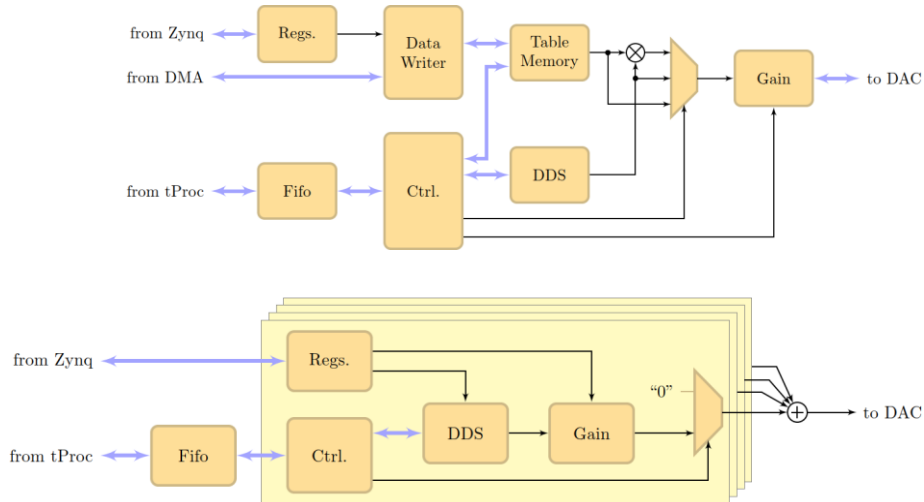 from Zynq
Regs.
Data
Writer
Table
Memory
from DMA
Gain
to DAC
from tProc
Fifo
Ctrl.
DDS
from Zynq
Regs.
“0”
to DAC
DDS
Gain
from tProc
Fifo
Ctrl.